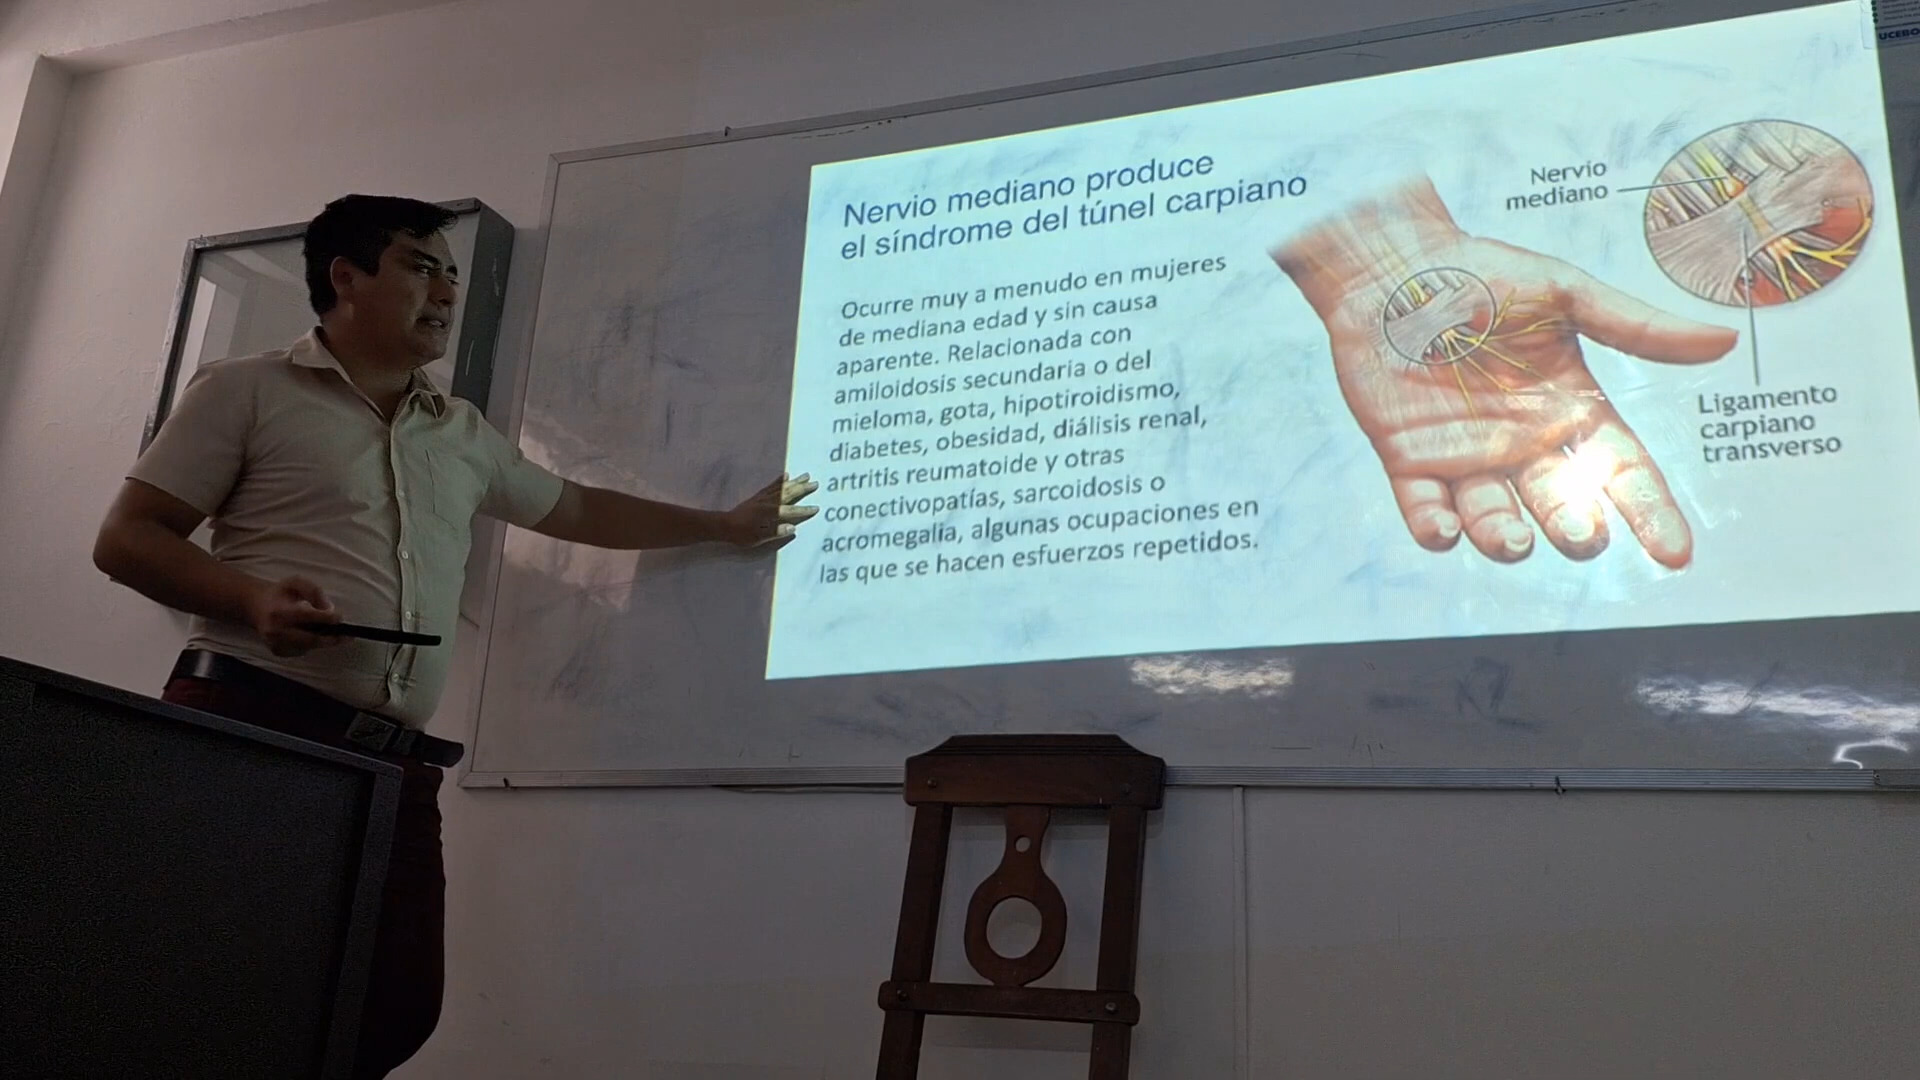 Nervio mediano produce
el síndrome del túnel carpiano
Ocurre muy a menudo en mujeres
de mediana edad y sin causa
aparente. Relacionada con
amiloidosis secundaria o del
mieloma, gota, hipotiroidismo,
diabetes, obesidad, diálisis renal,
artritis reumatoide y otras
conectivopatías, sarcoidosis o
acromegalia, algunas ocupaciones en
las que se hacen esfuerzos repetidos.
Nervio
mediano
Ligamento
carpiano
transverso